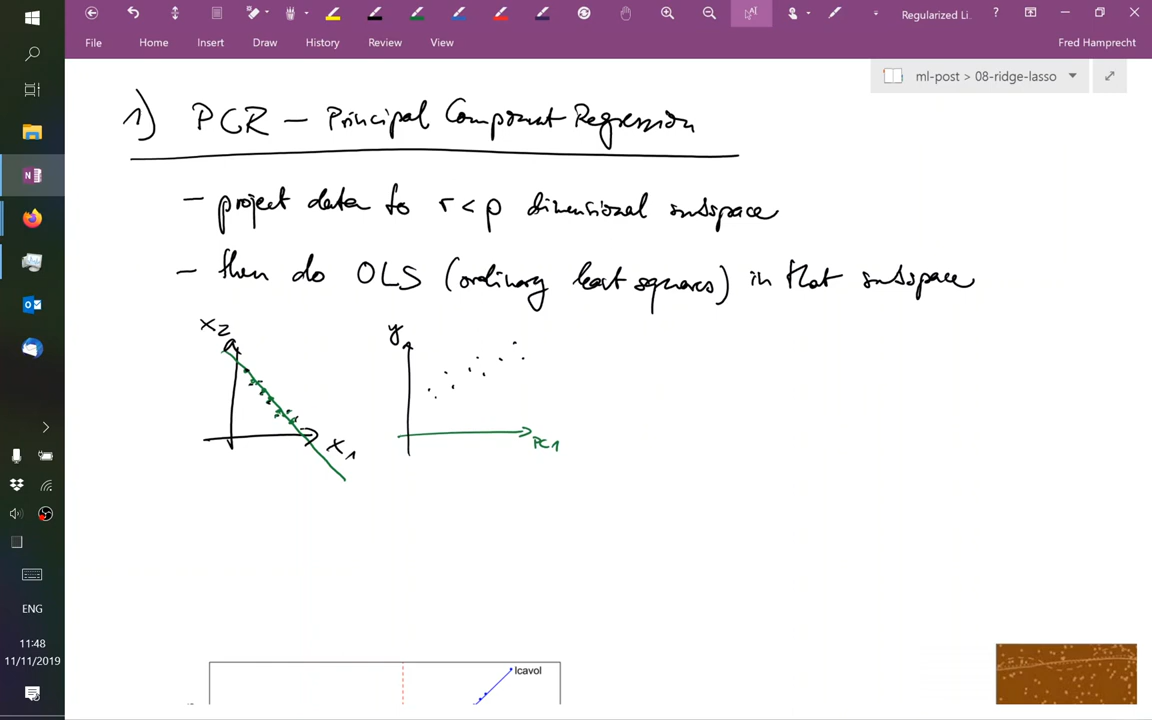 Regularized Li...
File Home Insert Draw History Review View
Fred Hamprecht
ml-post > 08-ridge-lasso
1) PCR – Principal Component Regression
– project data to r < p dimensional subspace
– then do OLS (ordinary least squares) in that subspace
x2
y
x1
PC1
ENG
11:48
11/11/2019
lcavol